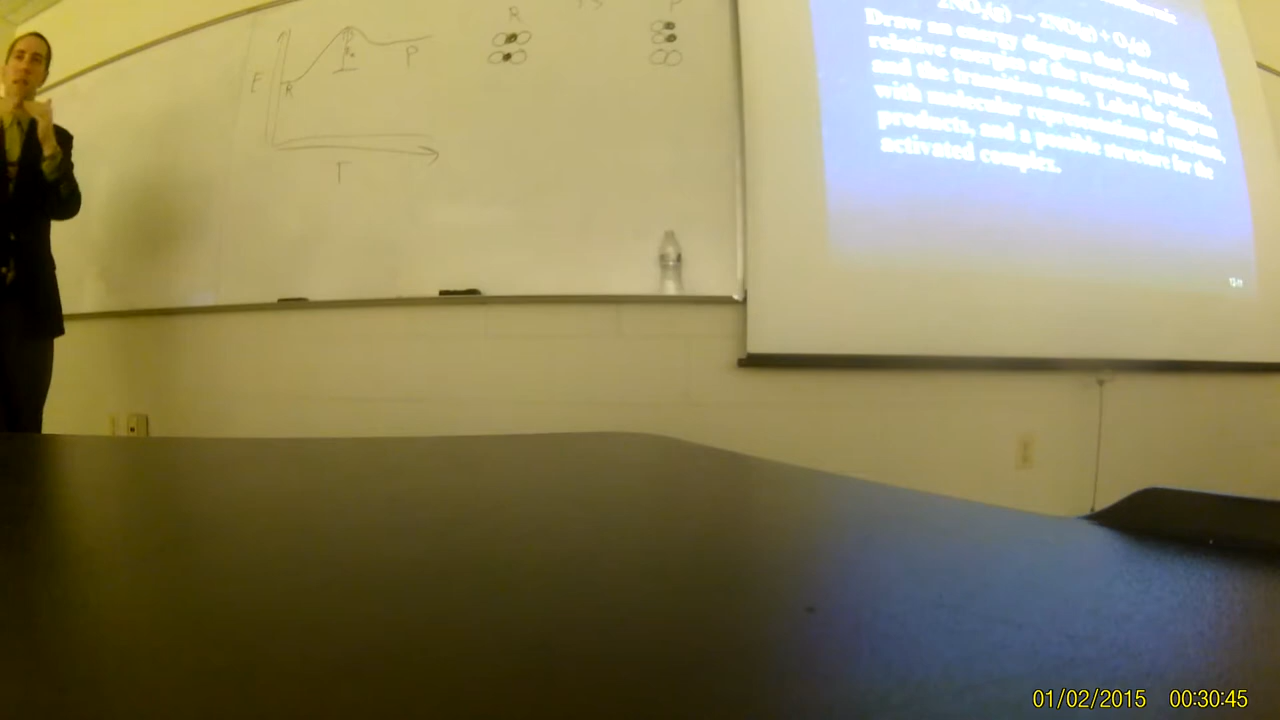 E
R
P
T
R
TS
P
2NO₂(g) → 2NO(g) + O₂(g)
Draw an energy diagram that shows the
relative energies of the reactants, products,
and the transition state. Label the diagram
with molecular representations of reactants,
products, and a possible structure for the
activated complex.
01/02/2015 00:30:45